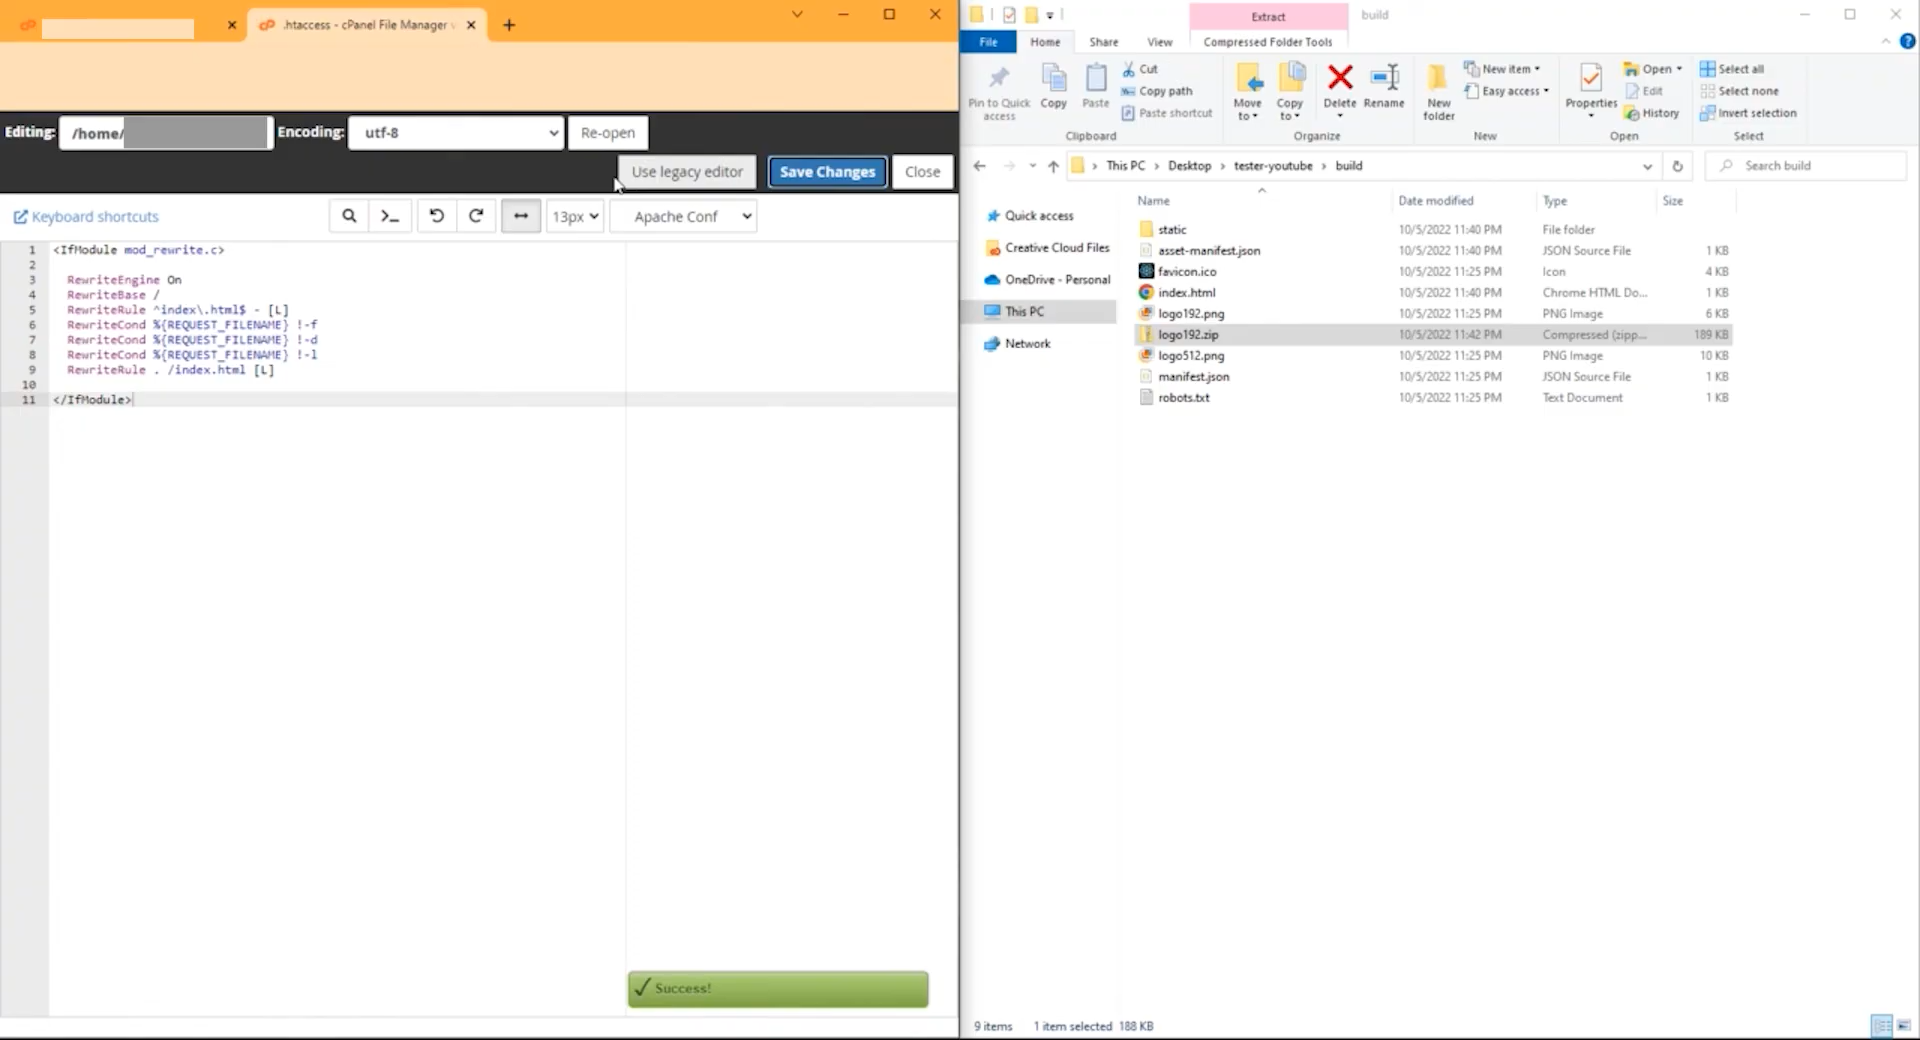 .htaccess - cPanel File Manager v
Editing: /home/ Encoding: utf-8 Re-open
Use legacy editor Save Changes Close
Keyboard shortcuts 13px Apache Conf
1 <IfModule mod_rewrite.c>
2
3 RewriteEngine On
4 RewriteBase /
5 RewriteRule ^index\.html$ - [L]
6 RewriteCond %{REQUEST_FILENAME} !-f
7 RewriteCond %{REQUEST_FILENAME} !-d
8 RewriteCond %{REQUEST_FILENAME} !-l
9 RewriteRule . /index.html [L]
10
11 </IfModule>
✓ Success!
Extract build
File Home Share View Compressed Folder Tools
Pin to Quick access
Copy
Paste
Cut
Copy path
Paste shortcut
Clipboard
Move to
Copy to
Delete
Rename
Organize
New folder
New item
Easy access
New
Properties
Open
Edit
History
Open
Select all
Select none
Invert selection
Select
This PC > Desktop > tester-youtube > build Search build
Quick access
Creative Cloud Files
OneDrive - Personal
This PC
Network
Name Date modified Type Size
static 10/5/2022 11:40 PM File folder
asset-manifest.json 10/5/2022 11:40 PM JSON Source File 1 KB
favicon.ico 10/5/2022 11:25 PM Icon 4 KB
index.html 10/5/2022 11:40 PM Chrome HTML Do... 1 KB
logo192.png 10/5/2022 11:25 PM PNG Image 6 KB
logo192.zip 10/5/2022 11:42 PM Compressed (zipp... 189 KB
logo512.png 10/5/2022 11:25 PM PNG Image 10 KB
manifest.json 10/5/2022 11:25 PM JSON Source File 1 KB
robots.txt 10/5/2022 11:25 PM Text Document 1 KB
9 items 1 item selected 188 KB